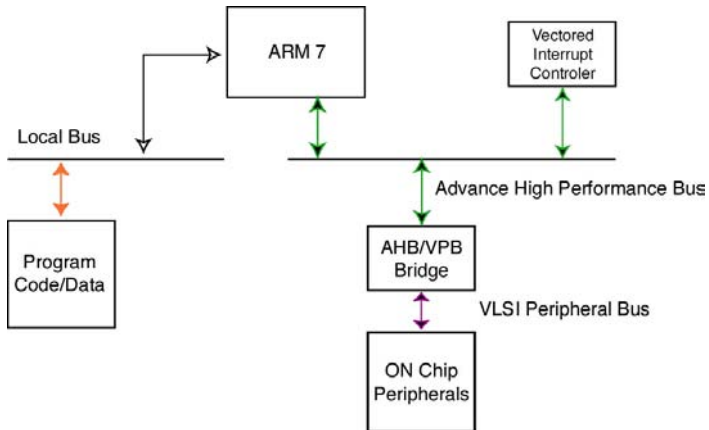 ARM 7
Vectored
Interrupt
Controler
Local Bus
Advance High Performance Bus
Program
Code/Data
AHB/VPB
Bridge
VLSI Peripheral Bus
ON Chip
Peripherals